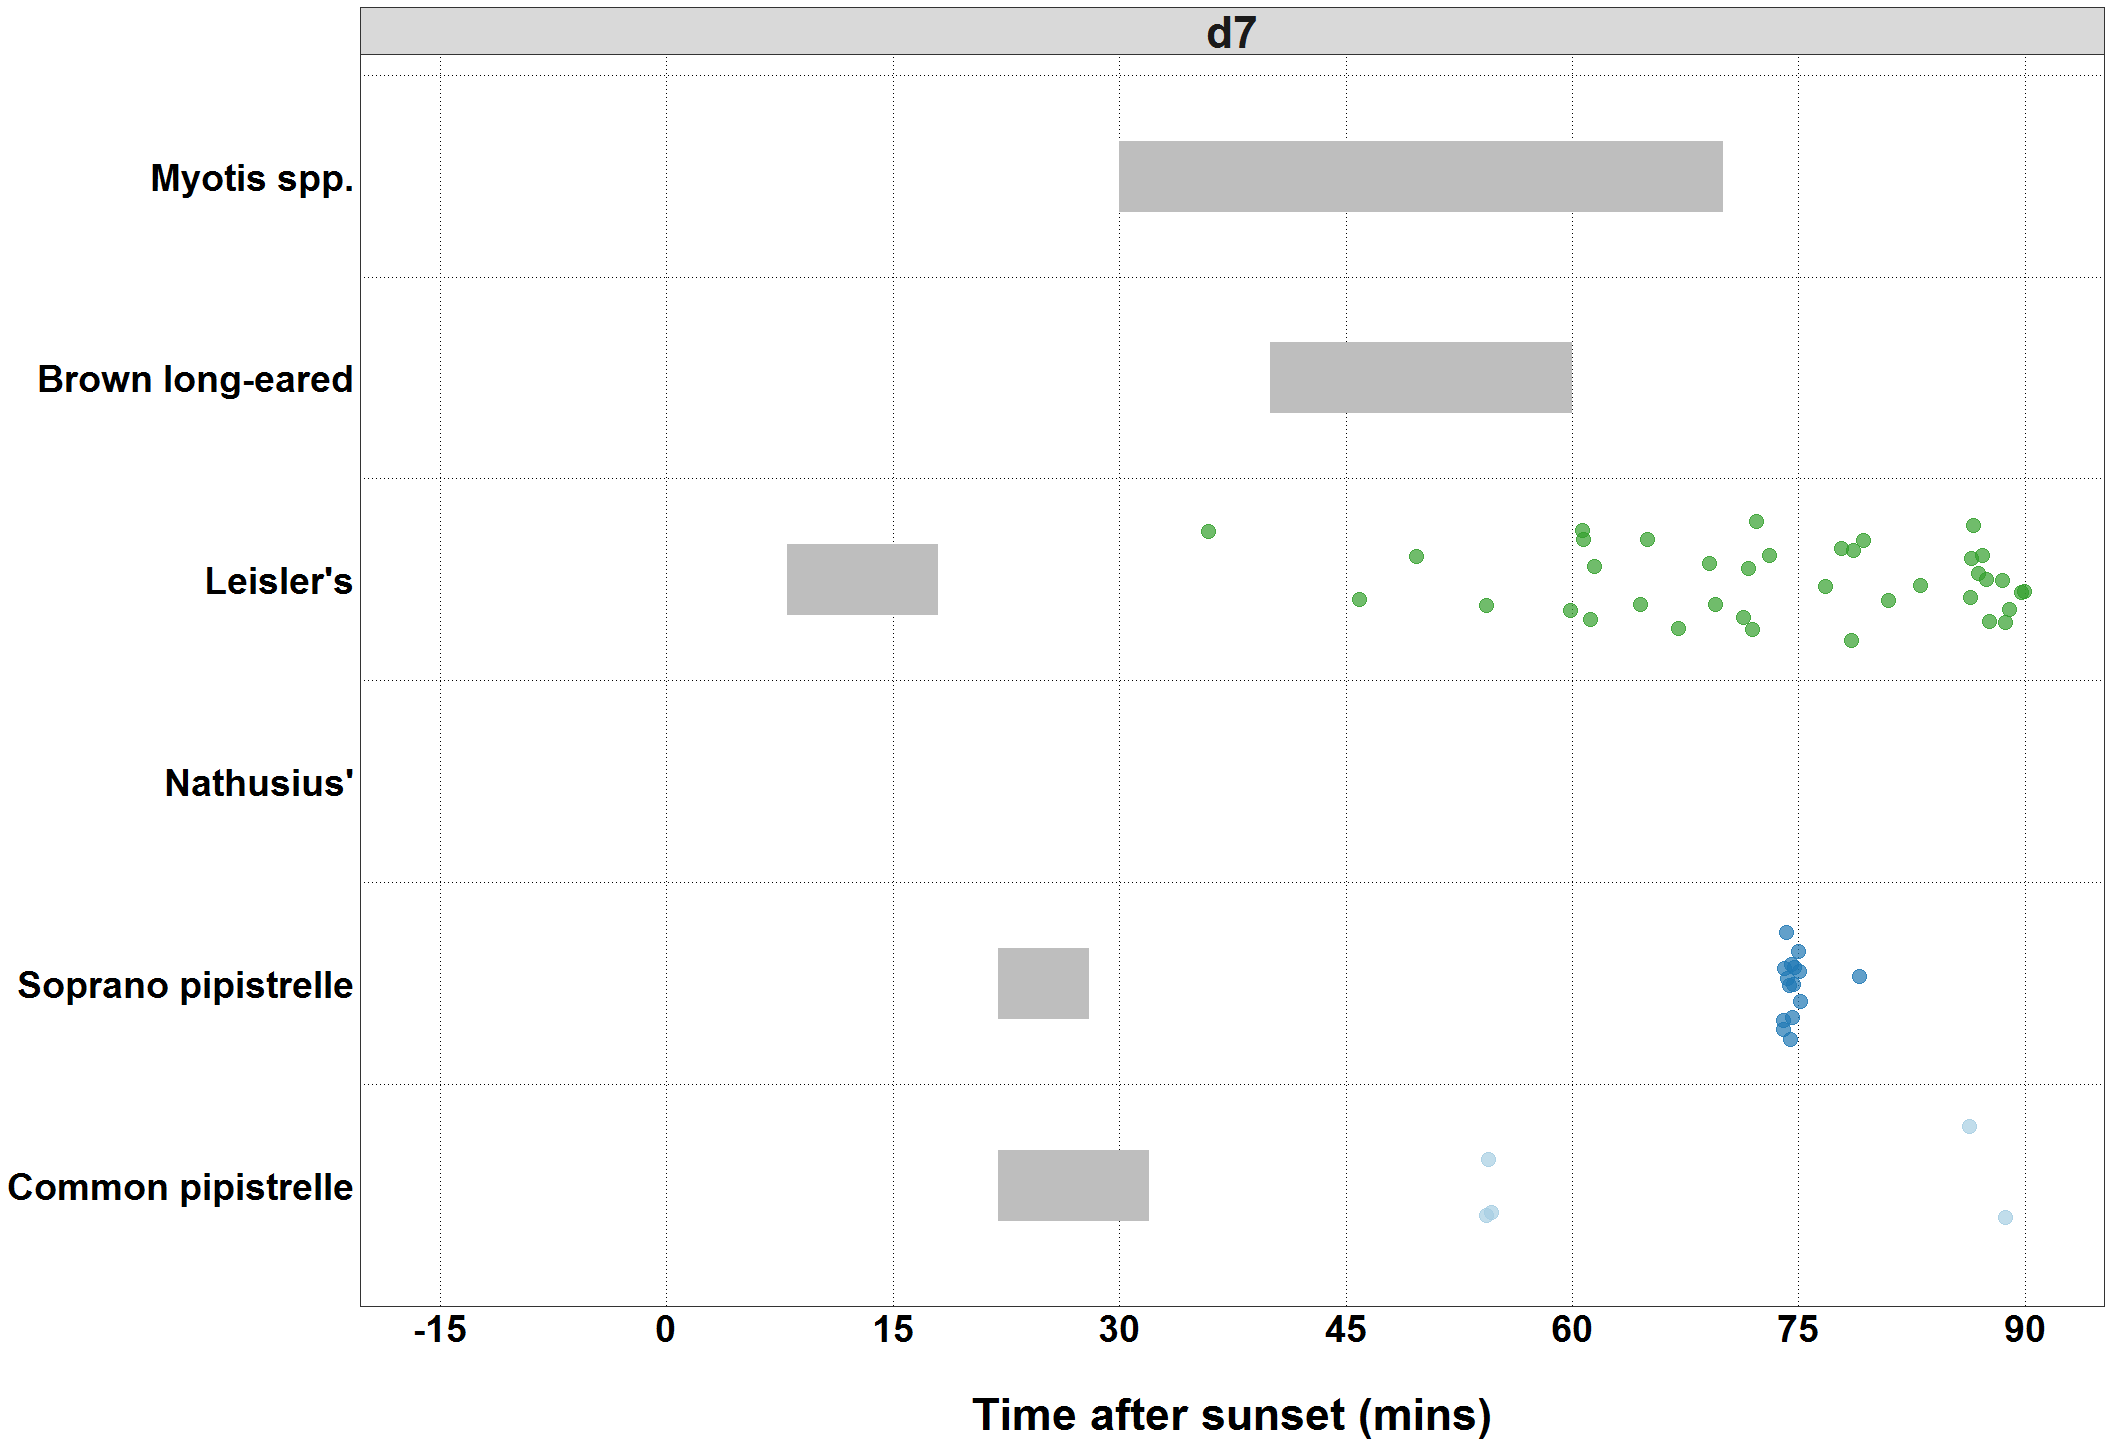 d7
Myotis spp.
Brown long-eared
Leisler's
Nathusius'
Soprano pipistrelle
Common pipistrelle
-15 0 15 30 45 60 75 90
Time after sunset (mins)